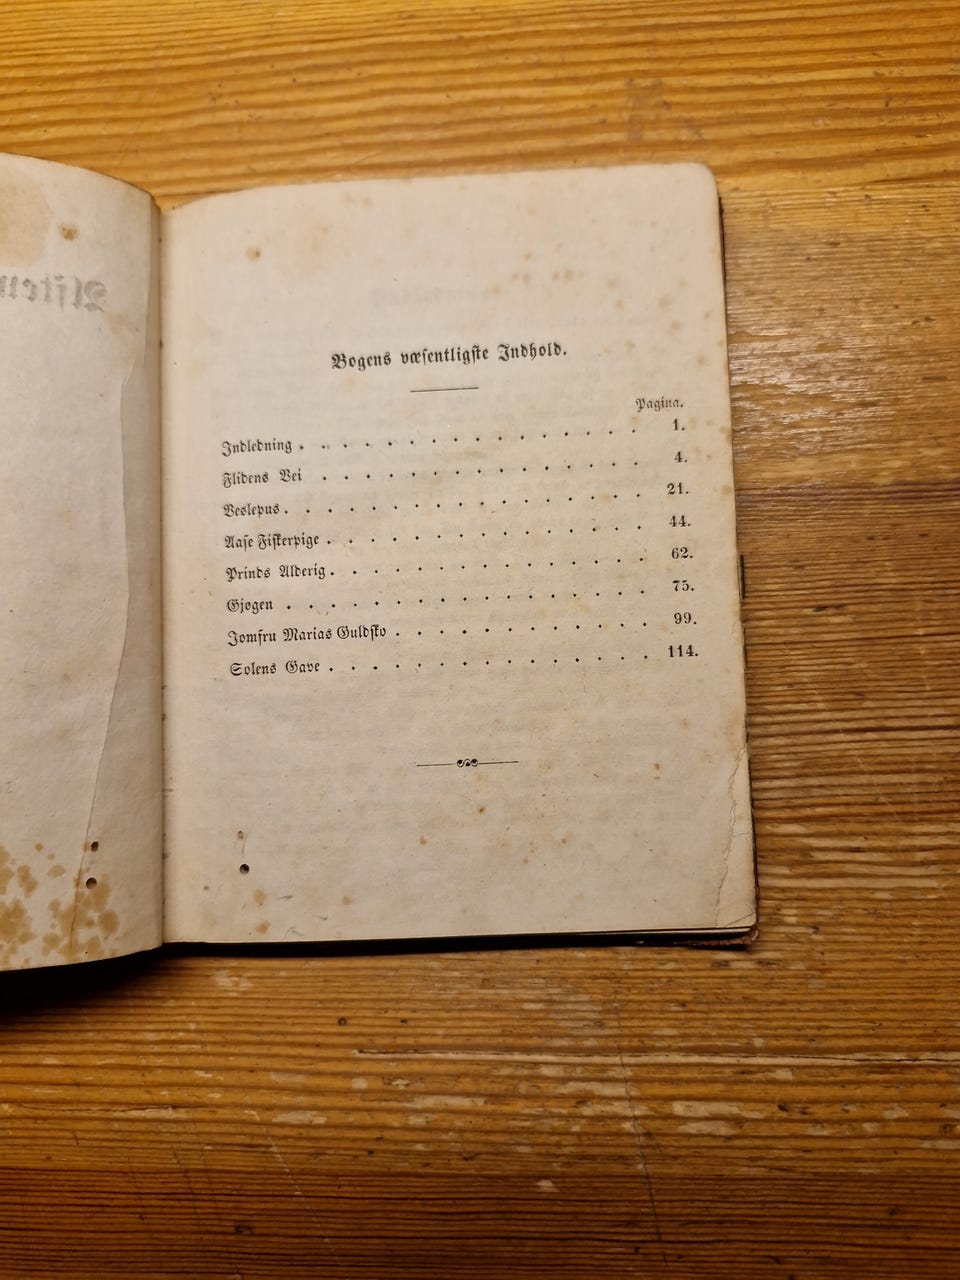 Bogens væsentligste Indhold.
Pagina.
Indledning . . . . . . . . . . . . . . 1.
Flidens Vei . . . . . . . . . . . . . 4.
Veslepus . . . . . . . . . . . . . . 21.
Aase Fiskerpige . . . . . . . . . . . . 44.
Prinds Alderig . . . . . . . . . . . . 62.
Gjøgen . . . . . . . . . . . . . . 75.
Jomfru Marias Guldsko . . . . . . . . . . 99.
Solens Gave . . . . . . . . . . . . 114.